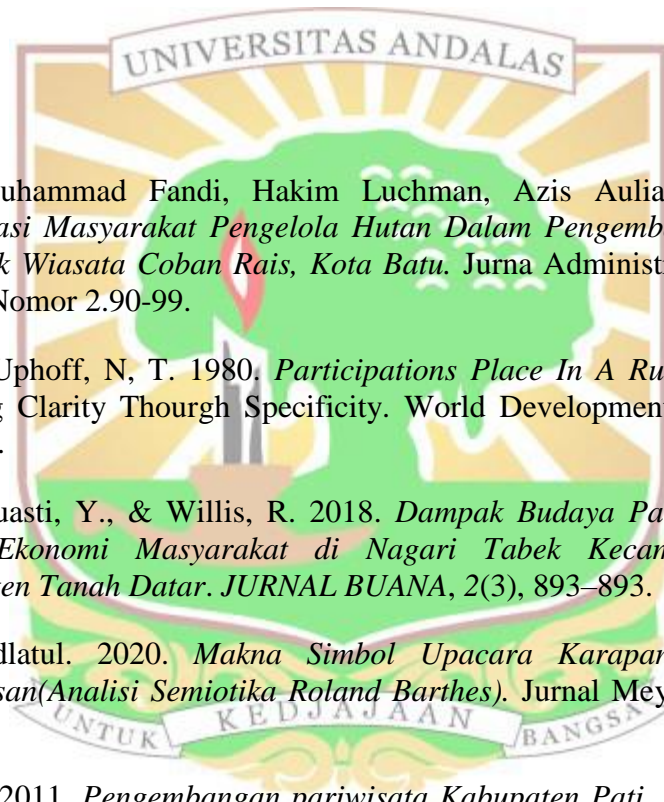 UNIVERSITAS ANDALAS
uhammad Fandi, Hakim Luchman, Azis Aulia
asi Masyarakat Pengelola Hutan Dalam Pengemb
k Wiasata Coban Rais, Kota Batu. Jurna Administ
Nomor 2.90-99.
Uphoff, N, T. 1980. Participations Place In A Ru
g Clarity Thourgh Specificity. World Development
.
uasti, Y., & Willis, R. 2018. Dampak Budaya Pa
Ekonomi Masyarakat di Nagari Tabek Kecan
en Tanah Datar. JURNAL BUANA, 2(3), 893–893.
dlatul. 2020. Makna Simbol Upacara Karapan
san(Analisi Semiotika Roland Barthes). Jurnal Mey
UNTUK KEDJAJAAN BANGSA
2011. Pengembangan pariwisata Kabupaten Pati